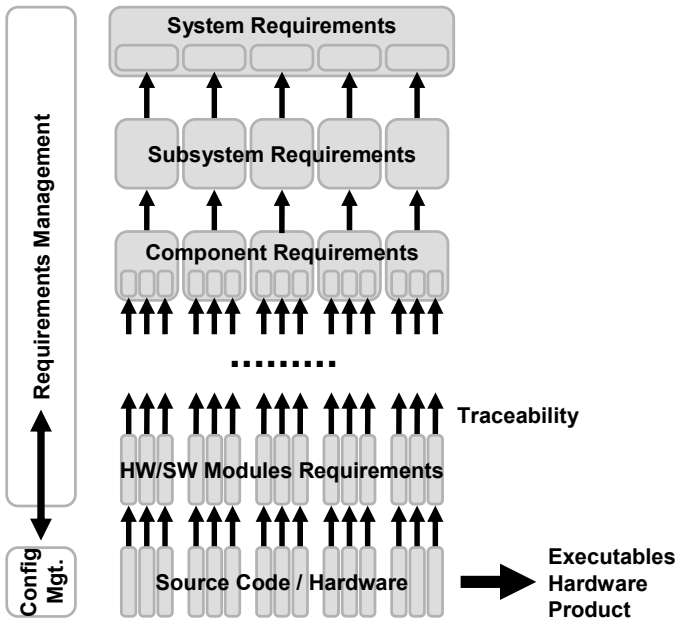 System Requirements
Subsystem Requirements
Component Requirements
Requirements Management
.........
Traceability
HW/SW Modules Requirements
Config
Mgt.
Source Code / Hardware
Executables
Hardware
Product